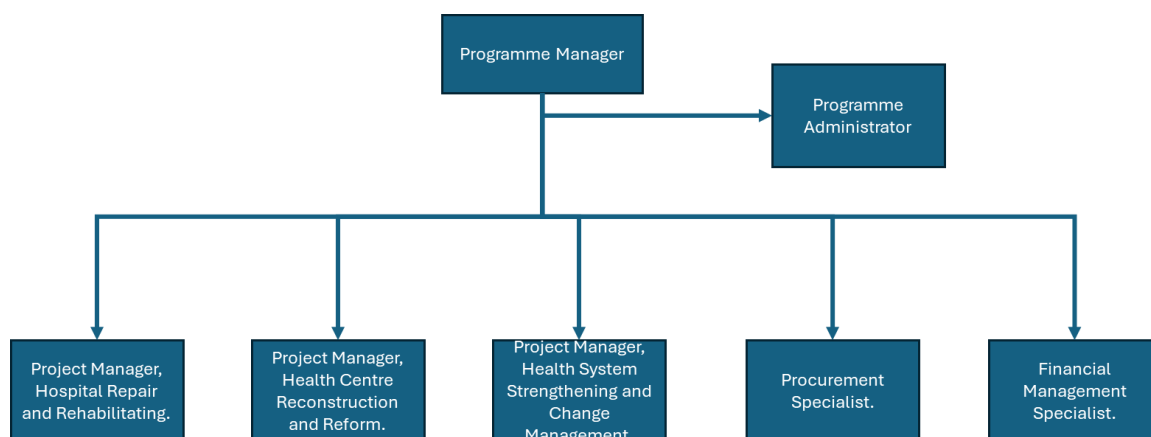 Programme Manager
Programme
Administrator
Project Manager,
Hospital Repair
and Rehabilitating.
Project Manager,
Health Centre
Reconstruction
and Reform.
Project Manager,
Health System
Strengthening and
Change
Management.
Procurement
Specialist.
Financial
Management
Specialist.